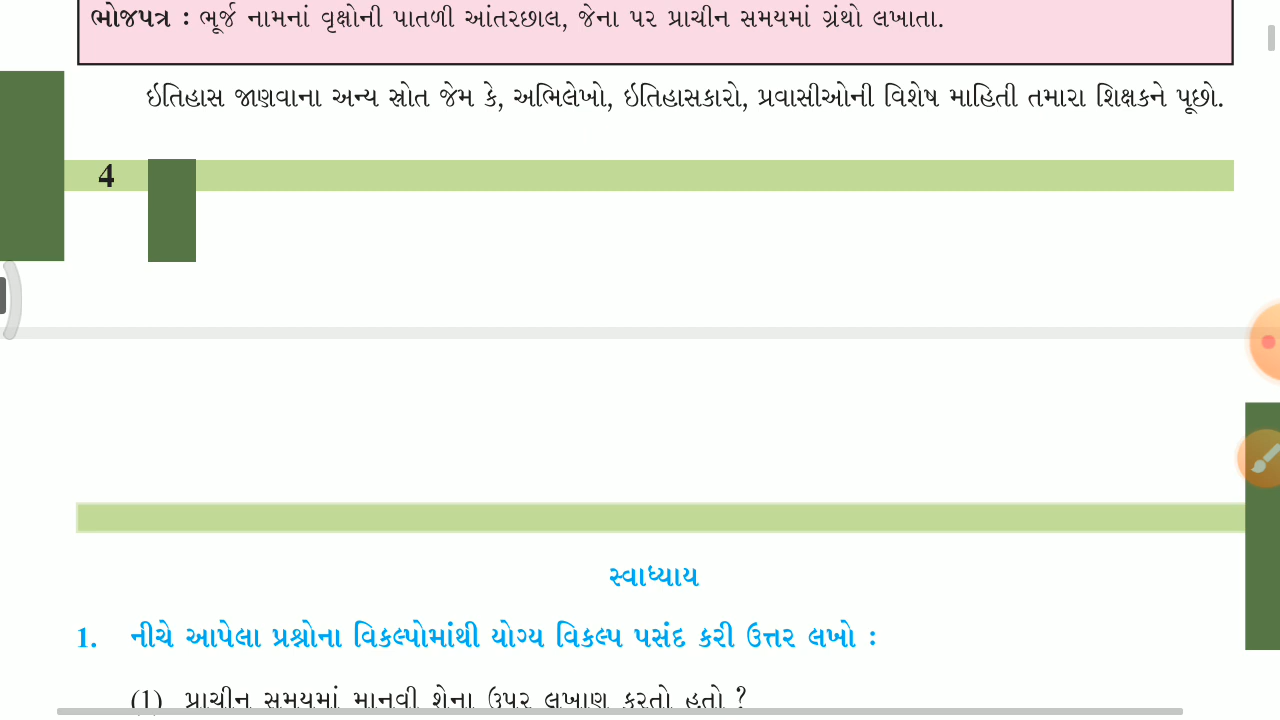 ભોજપત્ર : ભૂર્જ નામનાં વૃક્ષોની પાતળી આંતરછાલ, જેના પર પ્રાચીન સમયમાં ગ્રંથો લખાતા.
ઇતિહાસ જાણવાના અન્ય સ્રોત જેમ કે, અભિલેખો, ઇતિહાસકારો, પ્રવાસીઓની વિશેષ માહિતી તમારા શિક્ષકને પૂછો.
4
સ્વાધ્યાય
1. નીચે આપેલા પ્રશ્નોના વિકલ્પોમાંથી યોગ્ય વિકલ્પ પસંદ કરી ઉત્તર લખો :
(1) પ્રાચીન સમયમાં માનવી શેના ઉપર લખાણ કરતો હતો ?